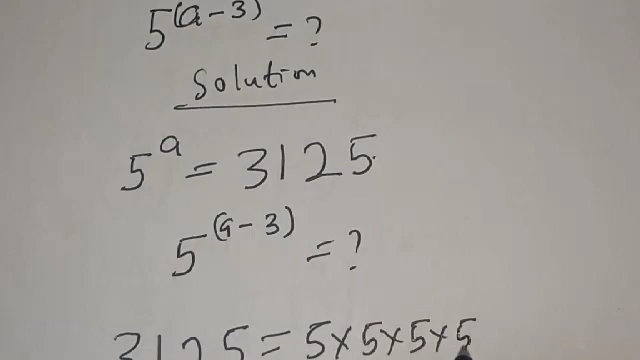 5^(a-3) = ?
Solution
5^a = 3125
5^(a-3) = ?
3125 = 5×5×5×5